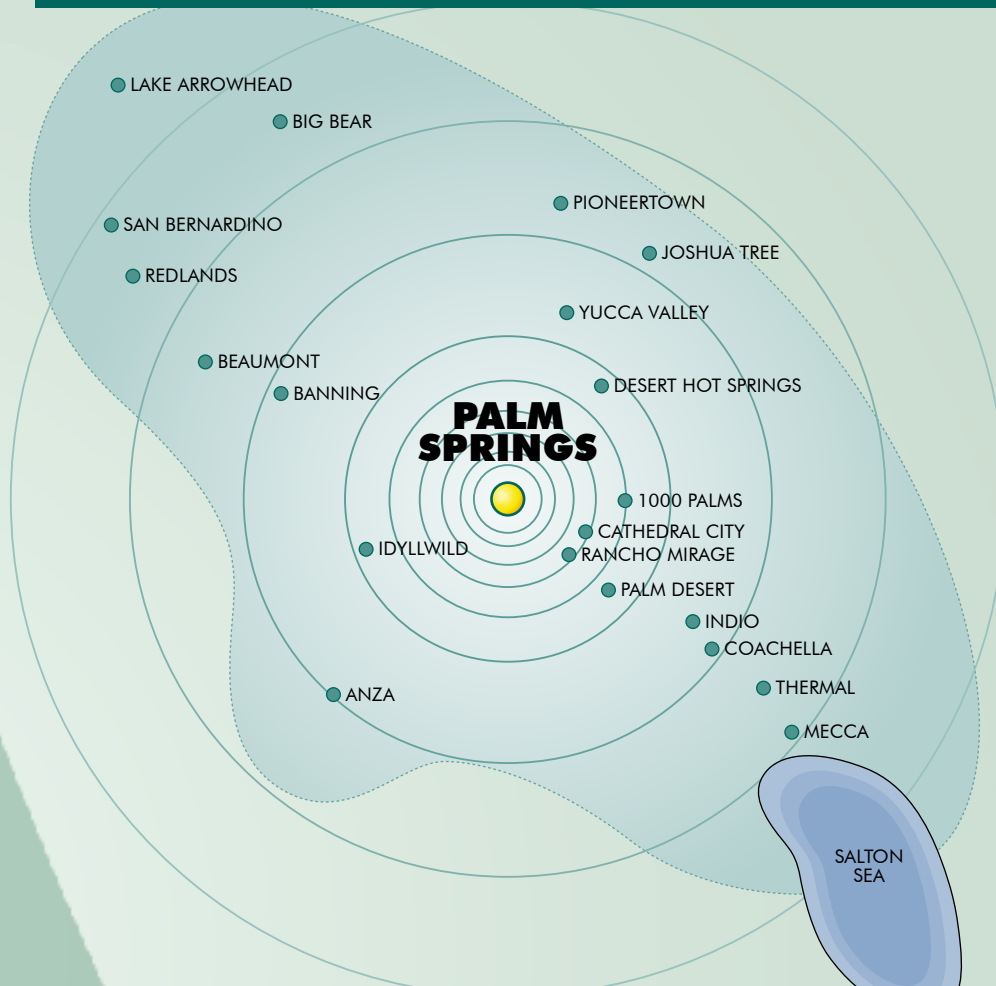 LAKE ARROWHEAD
BIG BEAR
PIONEERTOWN
SAN BERNARDINO
JOSHUA TREE
REDLANDS
YUCCA VALLEY
BEAUMONT
DESERT HOT SPRINGS
BANNING
PALM
SPRINGS
1000 PALMS
CATHEDRAL CITY
IDYLLWILD
RANCHO MIRAGE
PALM DESERT
INDIO
COACHELLA
THERMAL
ANZA
MECCA
SALTON
SEA